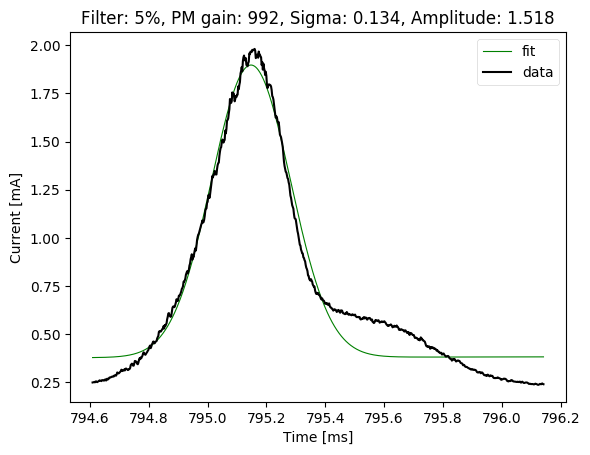 Filter: 5%, PM gain: 992, Sigma: 0.134, Amplitude: 1.518
fit
data
2.00
1.75
1.50
1.25
1.00
0.75
0.50
0.25
Current [mA]
794.6 794.8 795.0 795.2 795.4 795.6 795.8 796.0 796.2
Time [ms]